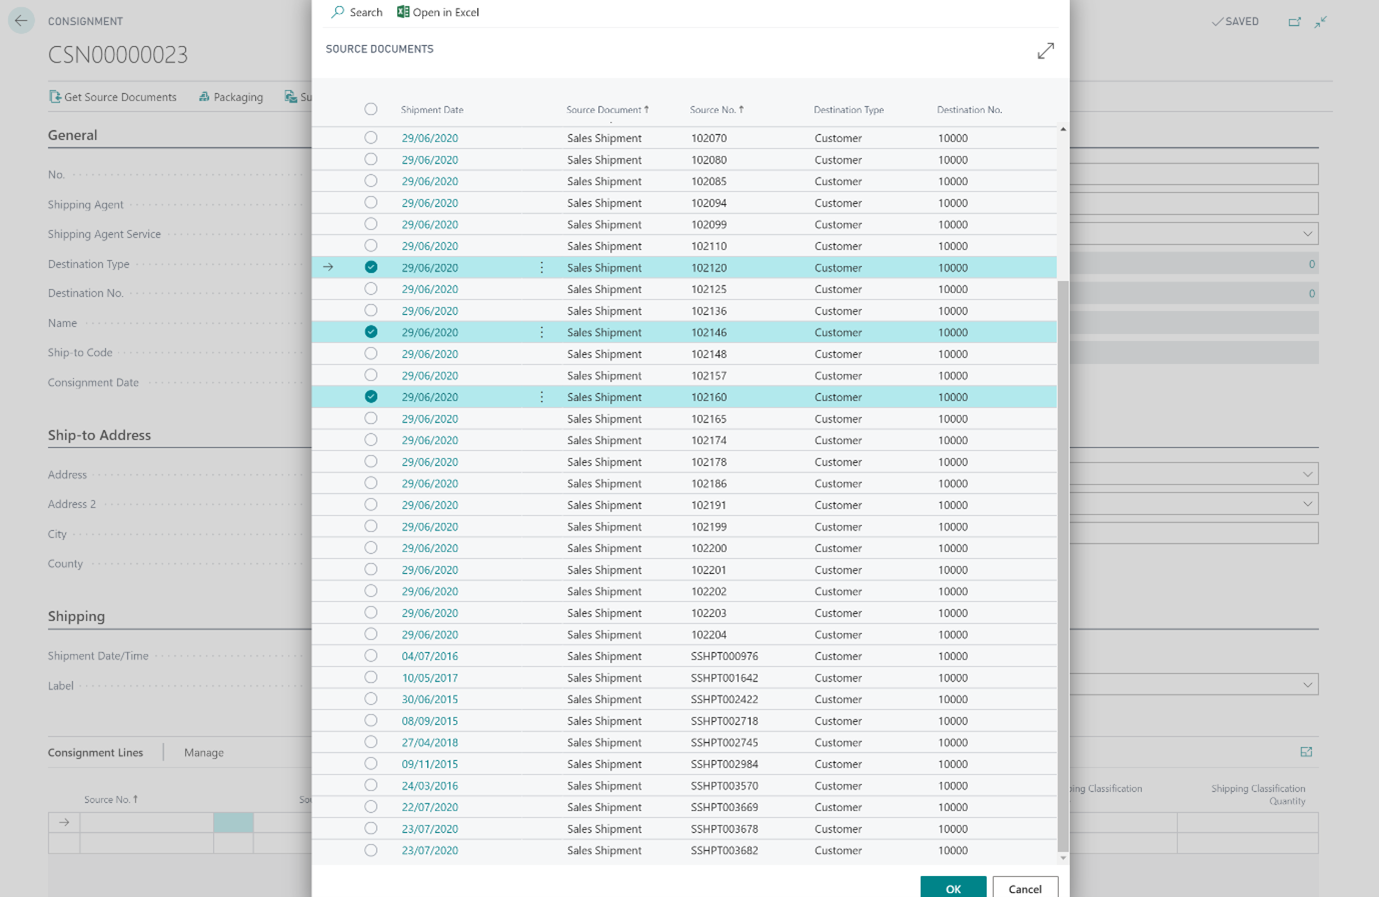 CONSIGNMENT
SAVED
CSN00000023
Get Source Documents Packaging Su
General
No.
Shipping Agent
Shipping Agent Service
Destination Type 0
Destination No. 0
Name
Ship-to Code
Consignment Date
Ship-to Address
Address
Address 2
City
County
Shipping
Shipment Date/Time
Label
Consignment Lines Manage
Source No. ↑ Sou
ping Classification Shipping Classification
Quantity
Search Open in Excel
SOURCE DOCUMENTS
Shipment Date Source Document ↑ Source No. ↑ Destination Type Destination No.
29/06/2020 Sales Shipment 102070 Customer 10000
29/06/2020 Sales Shipment 102080 Customer 10000
29/06/2020 Sales Shipment 102085 Customer 10000
29/06/2020 Sales Shipment 102094 Customer 10000
29/06/2020 Sales Shipment 102099 Customer 10000
29/06/2020 Sales Shipment 102110 Customer 10000
29/06/2020 Sales Shipment 102120 Customer 10000
29/06/2020 Sales Shipment 102125 Customer 10000
29/06/2020 Sales Shipment 102136 Customer 10000
29/06/2020 Sales Shipment 102146 Customer 10000
29/06/2020 Sales Shipment 102148 Customer 10000
29/06/2020 Sales Shipment 102157 Customer 10000
29/06/2020 Sales Shipment 102160 Customer 10000
29/06/2020 Sales Shipment 102165 Customer 10000
29/06/2020 Sales Shipment 102174 Customer 10000
29/06/2020 Sales Shipment 102178 Customer 10000
29/06/2020 Sales Shipment 102186 Customer 10000
29/06/2020 Sales Shipment 102191 Customer 10000
29/06/2020 Sales Shipment 102199 Customer 10000
29/06/2020 Sales Shipment 102200 Customer 10000
29/06/2020 Sales Shipment 102201 Customer 10000
29/06/2020 Sales Shipment 102202 Customer 10000
29/06/2020 Sales Shipment 102203 Customer 10000
29/06/2020 Sales Shipment 102204 Customer 10000
04/07/2016 Sales Shipment SSHPT000976 Customer 10000
10/05/2017 Sales Shipment SSHPT001642 Customer 10000
30/06/2015 Sales Shipment SSHPT002422 Customer 10000
08/09/2015 Sales Shipment SSHPT002718 Customer 10000
27/04/2018 Sales Shipment SSHPT002745 Customer 10000
09/11/2015 Sales Shipment SSHPT002984 Customer 10000
24/03/2016 Sales Shipment SSHPT003570 Customer 10000
22/07/2020 Sales Shipment SSHPT003669 Customer 10000
23/07/2020 Sales Shipment SSHPT003678 Customer 10000
23/07/2020 Sales Shipment SSHPT003682 Customer 10000
OK Cancel